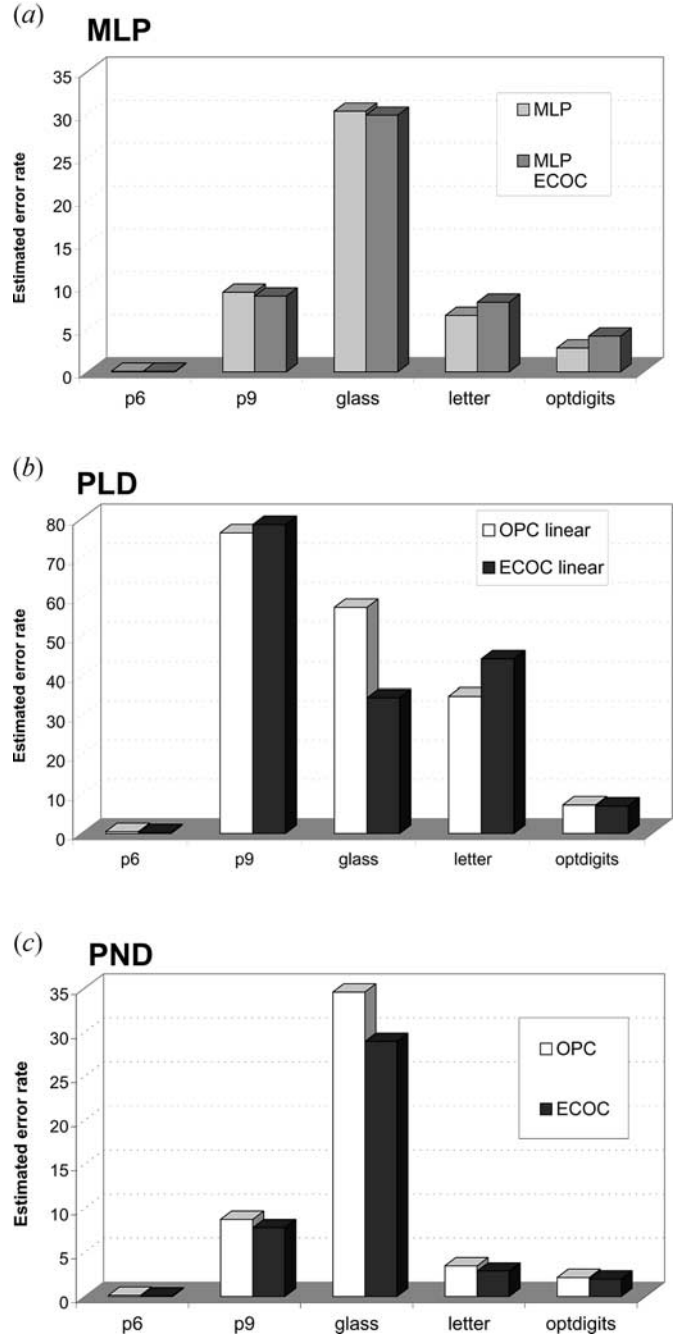 (a)
MLP
35
30
25
20
15
10
5
0
Estimated error rate
MLP
MLP
ECOC
p6 p9 glass letter optdigits
(b)
PLD
80
70
60
50
40
30
20
10
0
Estimated error rate
OPC linear
ECOC linear
p6 p9 glass letter optdigits
(c)
PND
35
30
25
20
15
10
5
0
Estimated error rate
OPC
ECOC
p6 p9 glass letter optdigits